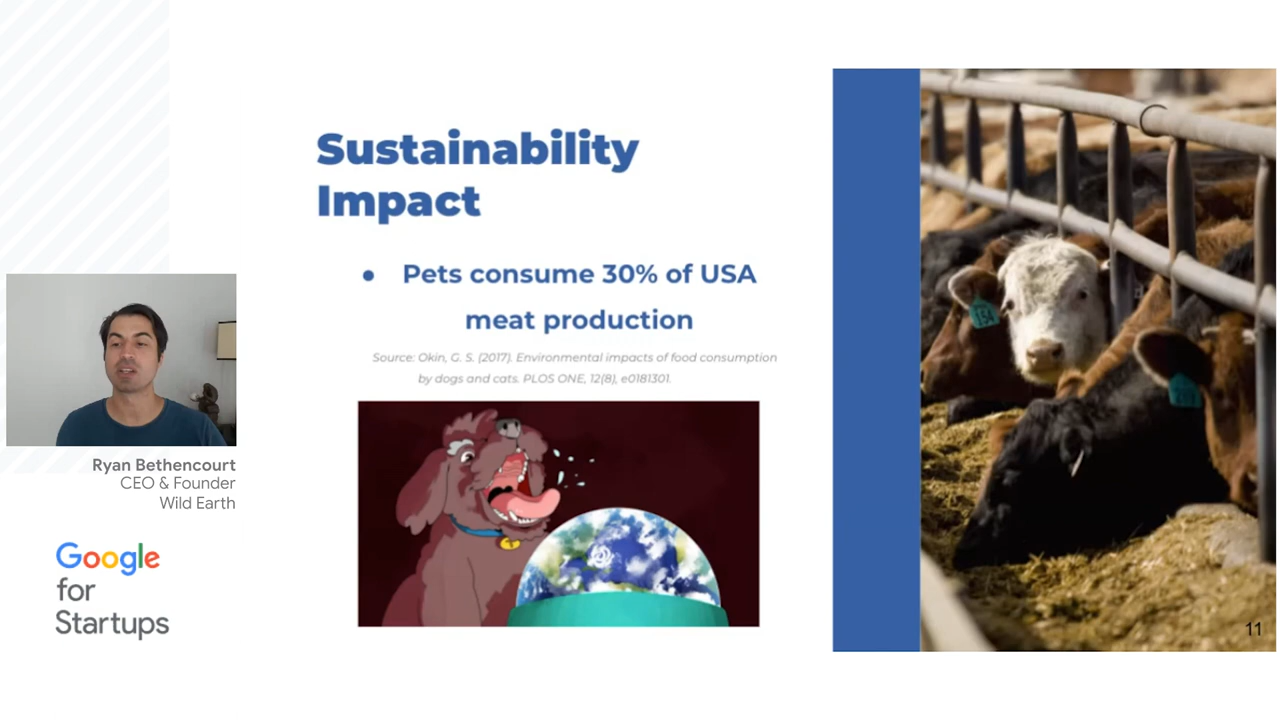 Sustainability
Impact
● Pets consume 30% of USA
meat production
Source: Okin, G. S. (2017). Environmental impacts of food consumption
by dogs and cats. PLOS ONE, 12(8), e0181301.
154
Ryan Bethencourt
CEO & Founder
Wild Earth
Google
for
Startups
11